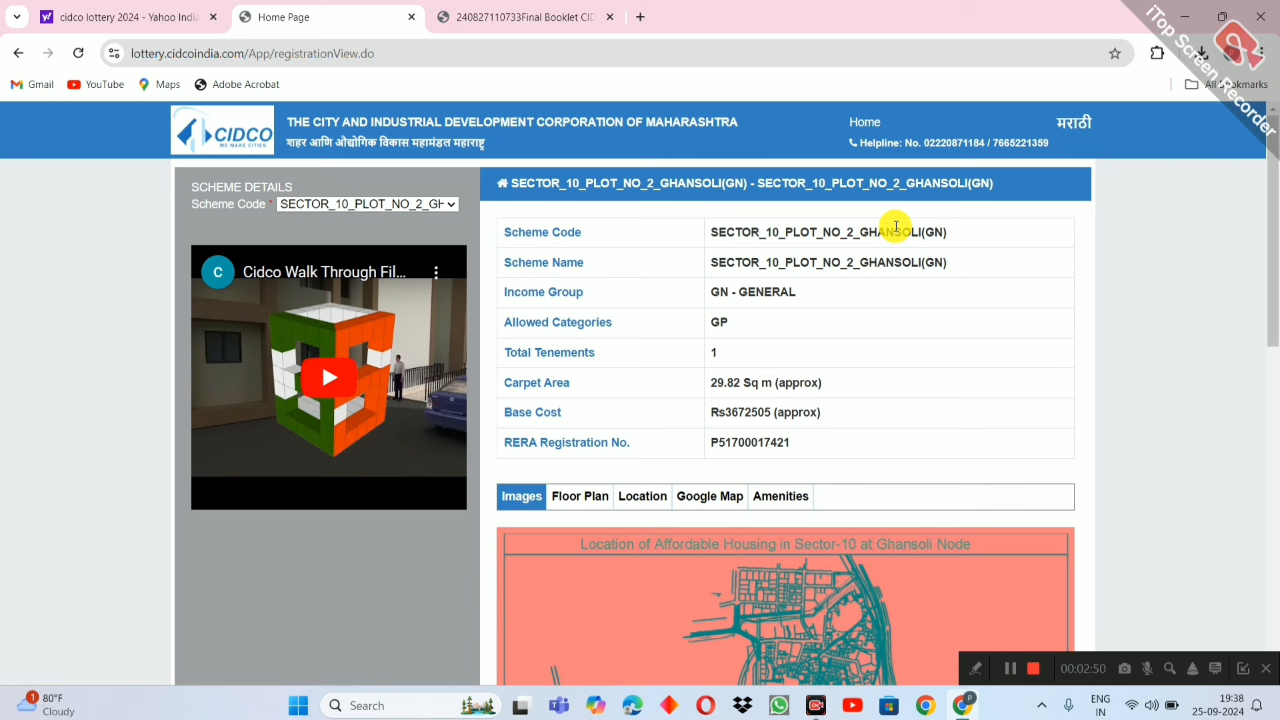 cidco lottery 2024 - Yahoo India
Home Page
240827110733Final Booklet CID
lottery.cidcoindia.com/App/registrationView.do
Gmail
YouTube
Maps
Adobe Acrobat
All Bookmarks
iTop Screen Recorder
CIDCO
WE MAKE CITIES
THE CITY AND INDUSTRIAL DEVELOPMENT CORPORATION OF MAHARASHTRA
शहर आणि औद्योगिक विकास महामंडल महाराष्ट्र
Home
मराठी
Helpline: No. 02220871184 / 7665221359
SCHEME DETAILS
Scheme Code * SECTOR_10_PLOT_NO_2_GH
C
Cidco Walk Through Fil...
SECTOR_10_PLOT_NO_2_GHANSOLI(GN) - SECTOR_10_PLOT_NO_2_GHANSOLI(GN)
Scheme Code SECTOR_10_PLOT_NO_2_GHANSOLI(GN)
Scheme Name SECTOR_10_PLOT_NO_2_GHANSOLI(GN)
Income Group GN - GENERAL
Allowed Categories GP
Total Tenements 1
Carpet Area 29.82 Sq m (approx)
Base Cost Rs3672505 (approx)
RERA Registration No. P51700017421
Images Floor Plan Location Google Map Amenities
Location of Affordable Housing in Sector-10 at Ghansoli Node
00:02:50
1
80°F
Cloudy
Search
P
ENG
IN
19:38
25-09-2024